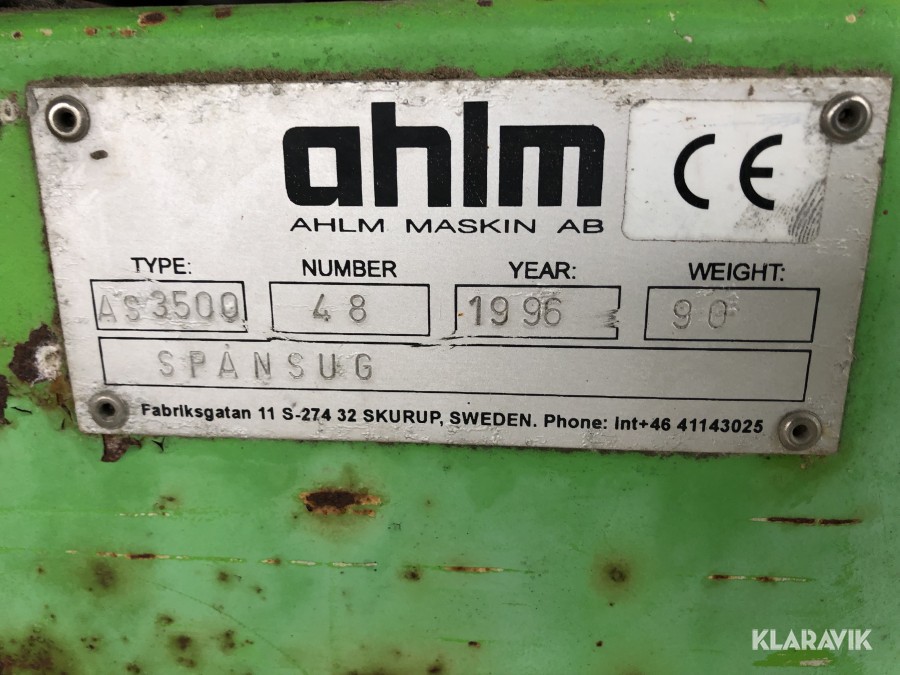 ahlm
CE
AHLM MASKIN AB
TYPE: NUMBER YEAR: WEIGHT:
AS3500 48 1996 90
SPÅNSUG
Fabriksgatan 11 S-274 32 SKURUP, SWEDEN. Phone: Int+46 41143025
KLARAVIK